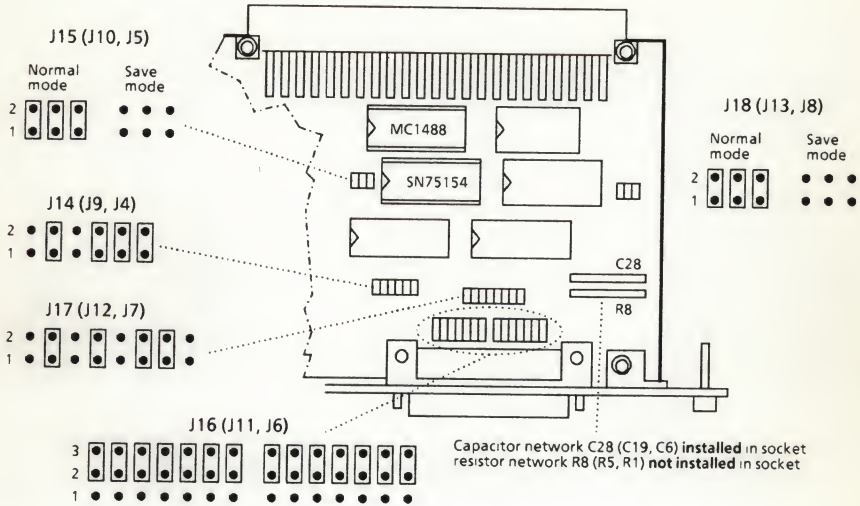 J15 (J10, J5)
Normal mode
Save mode
2
1
MC1488
SN75154
J18 (J13, J8)
Normal mode
Save mode
2
1
J14 (J9, J4)
2
1
C28
R8
J17 (J12, J7)
2
1
J16 (J11, J6)
3
2
1
Capacitor network C28 (C19, C6) installed in socket
resistor network R8 (R5, R1) not installed in socket